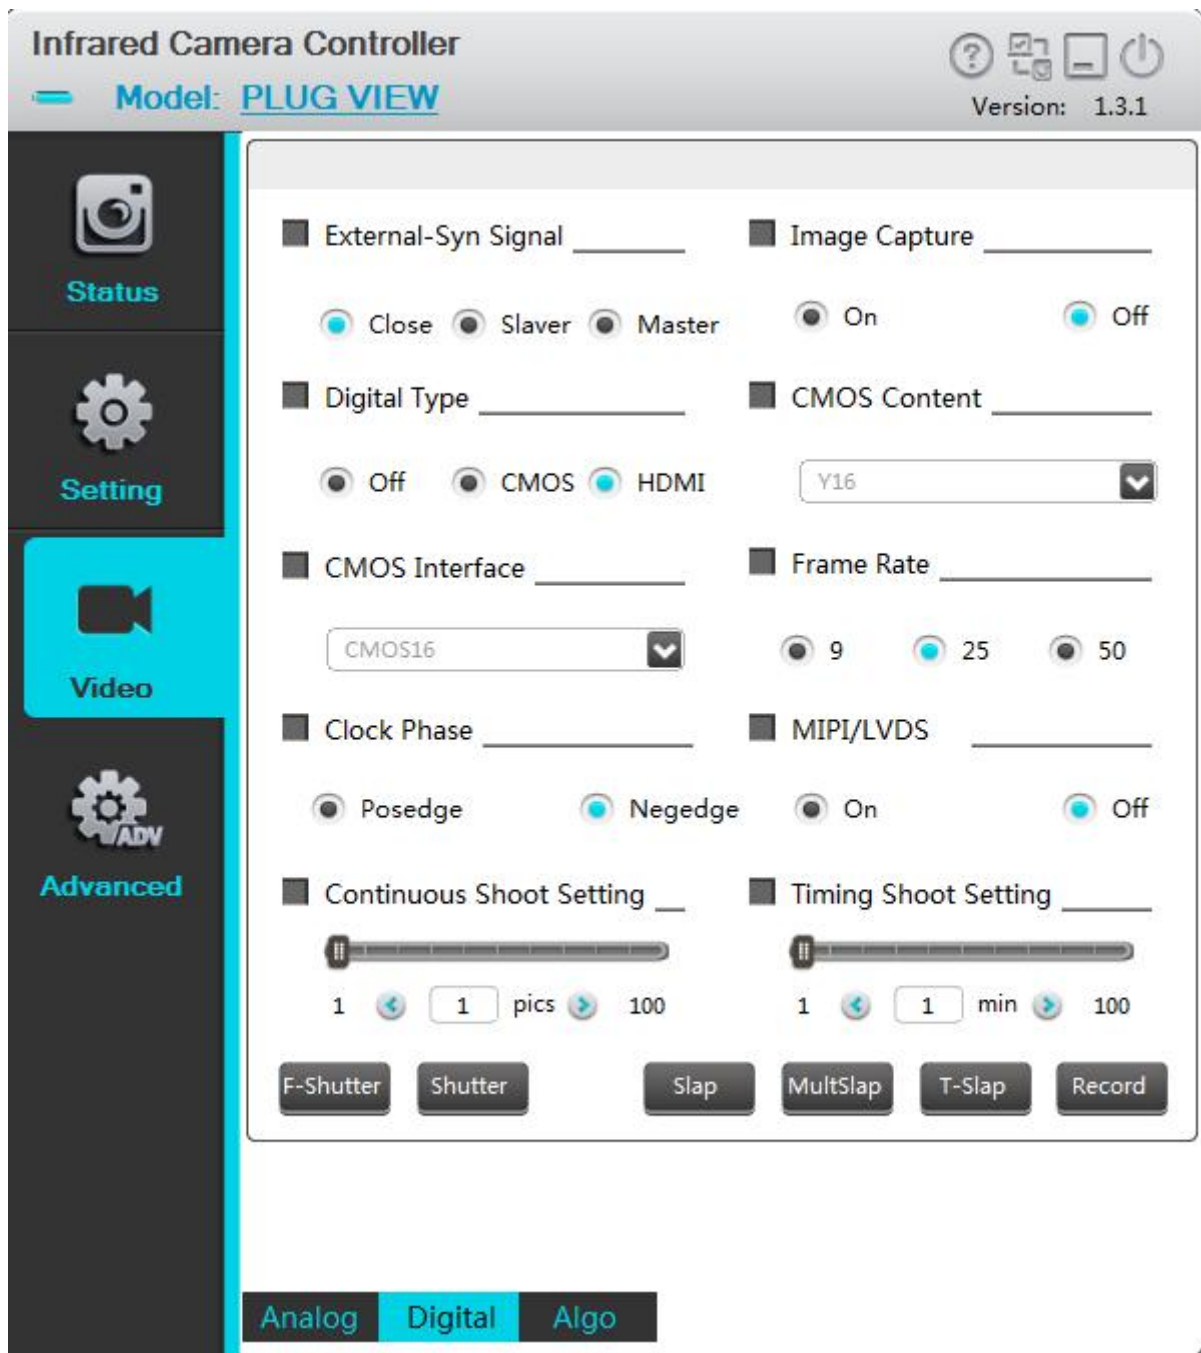 Infrared Camera Controller
Model: PLUG VIEW
Version: 1.3.1
Status
Setting
Video
ADV
Advanced
External-Syn Signal
Image Capture
Close Slaver Master
On Off
Digital Type
CMOS Content
Off CMOS HDMI
Y16
CMOS Interface
Frame Rate
CMOS16
9 25 50
Clock Phase
MIPI/LVDS
Posedge Negedge
On Off
Continuous Shoot Setting
Timing Shoot Setting
1 1 pics 100
1 1 min 100
F-Shutter Shutter Slap MultSlap T-Slap Record
Analog Digital Algo